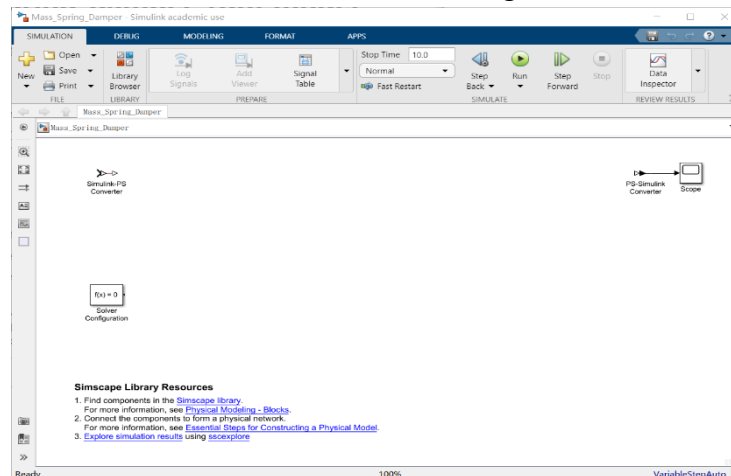 Mass_Spring_Damper - Simulink academic use
SIMULATION DEBUG MODELING FORMAT APPS
New
Open
Save
Print
FILE
Library
Browser
LIBRARY
Log
Signals
Add
Viewer
Signal
Table
PREPARE
Stop Time 10.0
Normal
Fast Restart
Step
Back
Run
Step
Forward
Stop
SIMULATE
Data
Inspector
REVIEW RESULTS
Mass_Spring_Damper
Mass_Spring_Damper
Simulink-PS
Converter
PS-Simulink
Converter
Scope
f(x) = 0
Solver
Configuration
Simscape Library Resources
1. Find components in the Simscape library.
For more information, see Physical Modeling - Blocks.
2. Connect the components to form a physical network.
For more information, see Essential Steps for Constructing a Physical Model.
3. Explore simulation results using sscexplore
Ready 100% VariableStepAuto